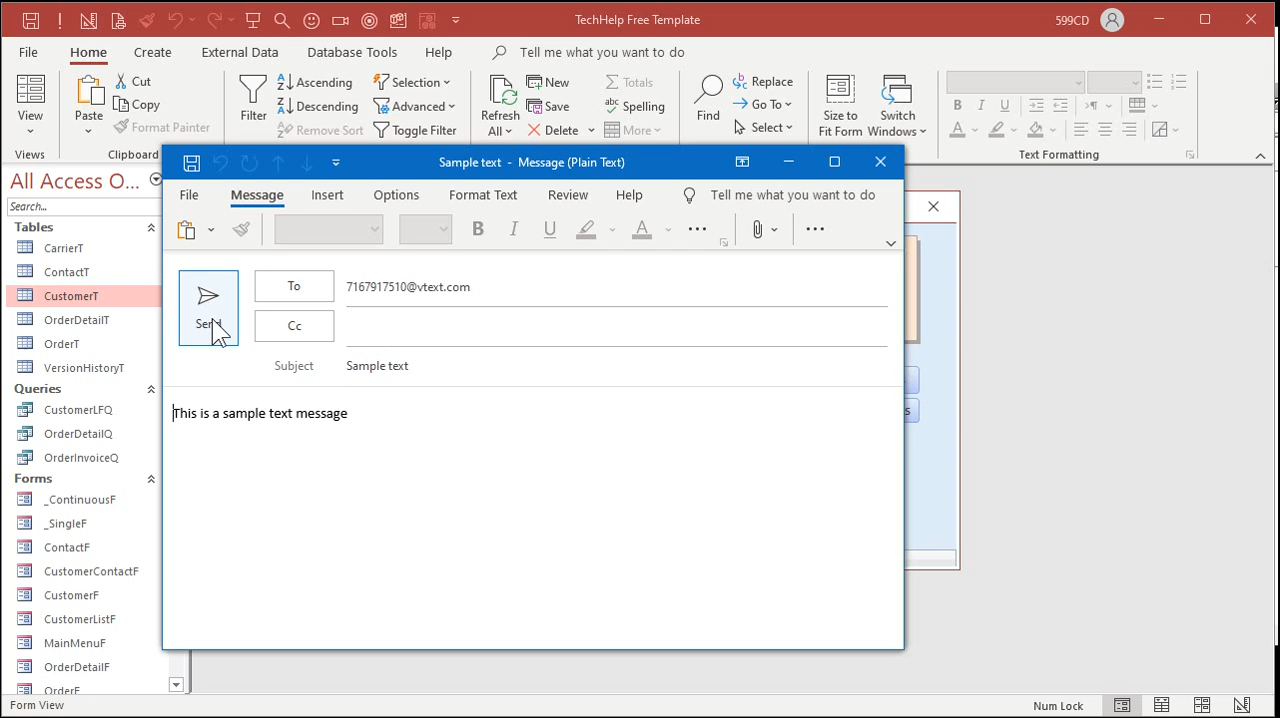 TechHelp Free Template
599CD
File Home Create External Data Database Tools Help Tell me what you want to do
View
Views
Paste
Cut
Copy
Format Painter
Clipboard
Filter
Ascending
Descending
Remove Sort
Selection
Advanced
Toggle Filter
Refresh
All
New
Save
Delete
Totals
Spelling
More
Find
Replace
Go To
Select
Size to
Fit Form
Switch
Windows
B I U
A
Text Formatting
All Access O...
Search...
Tables
CarrierT
ContactT
CustomerT
OrderDetailT
OrderT
VersionHistoryT
Queries
CustomerLFQ
OrderDetailQ
OrderInvoiceQ
Forms
_ContinuousF
_SingleF
ContactF
CustomerContactF
CustomerF
CustomerListF
MainMenuF
OrderDetailF
OrderF
Sample text - Message (Plain Text)
File Message Insert Options Format Text Review Help Tell me what you want to do
B I U A
Send
To
7167917510@vtext.com
Cc
Subject
Sample text
This is a sample text message
s
Form View
Num Lock